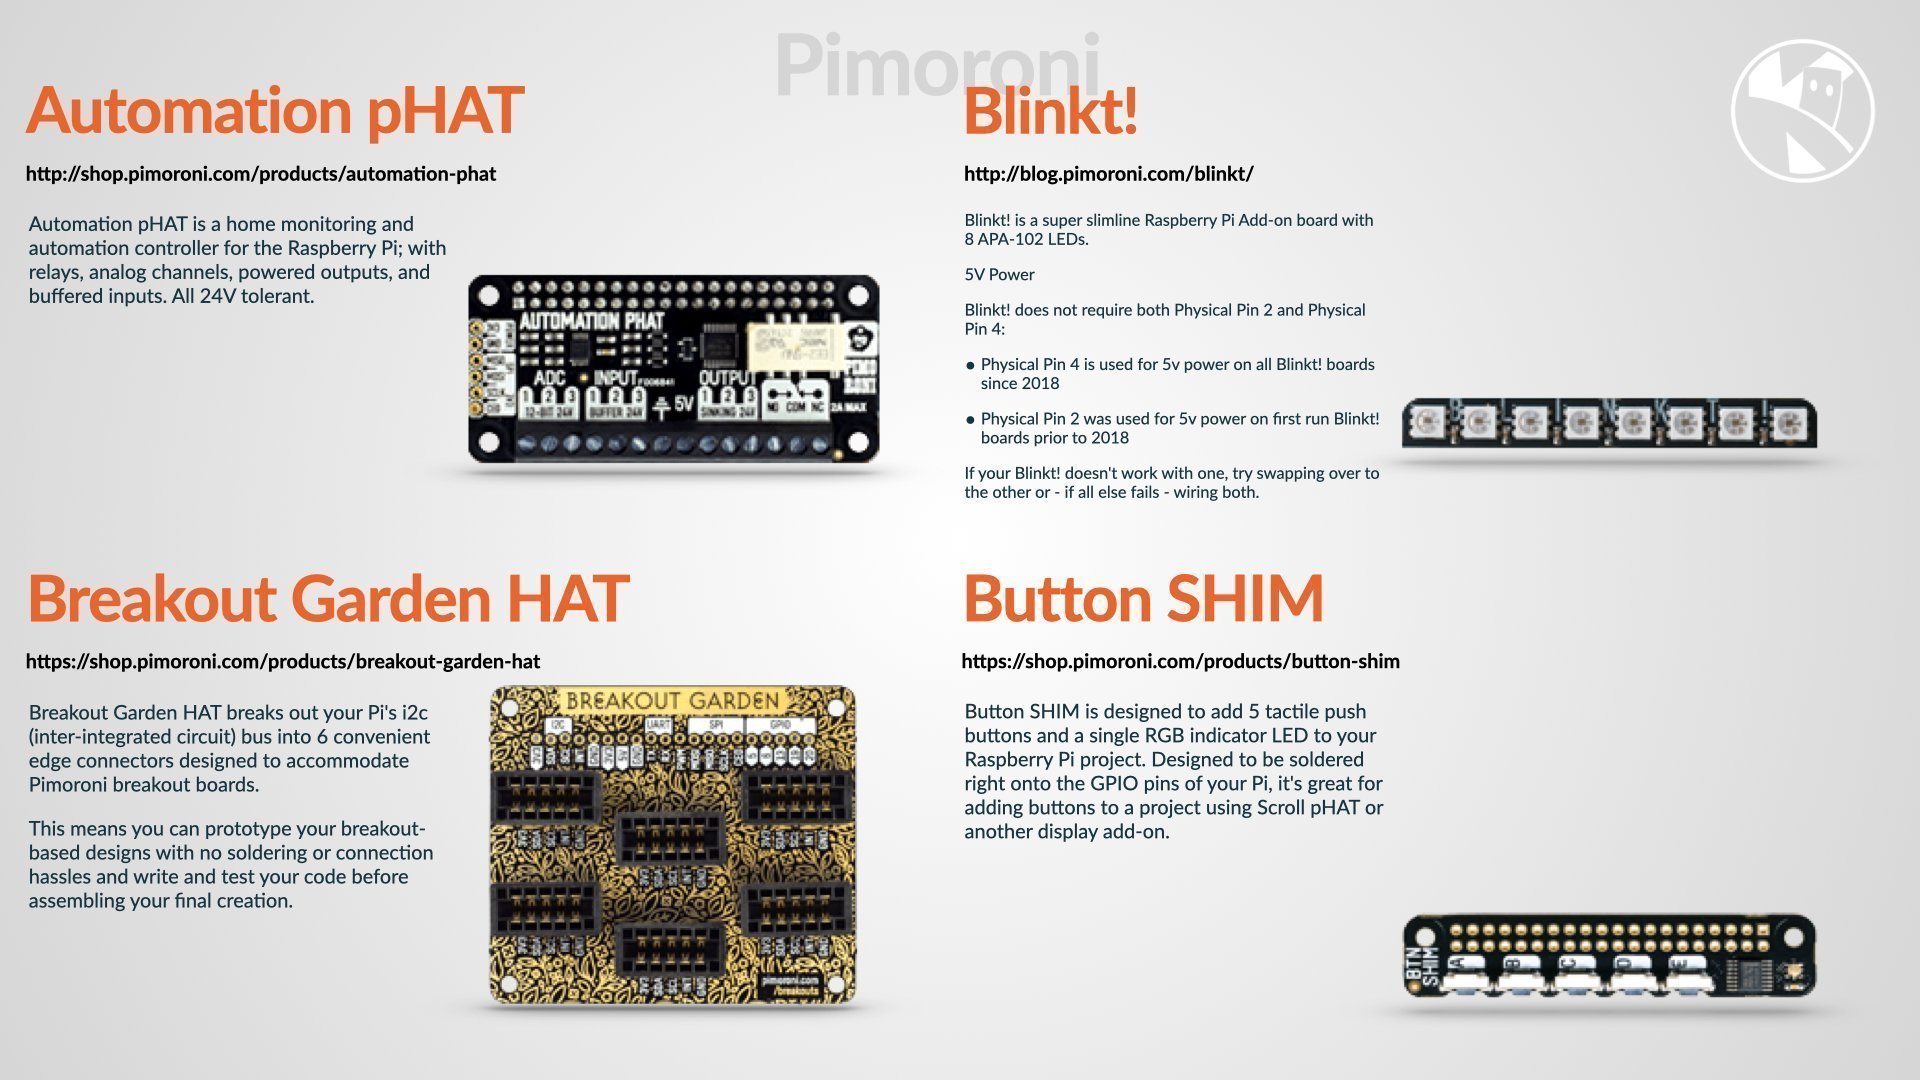 Pimoroni
Automation pHAT
http://shop.pimoroni.com/products/automation-phat
Automation pHAT is a home monitoring and
automation controller for the Raspberry Pi; with
relays, analog channels, powered outputs, and
buffered inputs. All 24V tolerant.
AUTOMATION PHAT
ADC
INPUT
OUTPUT
1 2 3
1 2 3
5V
1 2 3
12-BIT 24V
BUFFER 24V
SINKING 24V
NO COM NC
2A MAX
Blinkt!
http://blog.pimoroni.com/blinkt/
Blinkt! is a super slimline Raspberry Pi Add-on board with
8 APA-102 LEDs.
5V Power
Blinkt! does not require both Physical Pin 2 and Physical
Pin 4:
• Physical Pin 4 is used for 5v power on all Blinkt! boards
since 2018
• Physical Pin 2 was used for 5v power on first run Blinkt!
boards prior to 2018
If your Blinkt! doesn't work with one, try swapping over to
the other or - if all else fails - wiring both.
Breakout Garden HAT
https://shop.pimoroni.com/products/breakout-garden-hat
Breakout Garden HAT breaks out your Pi's i2c
(inter-integrated circuit) bus into 6 convenient
edge connectors designed to accommodate
Pimoroni breakout boards.
This means you can prototype your breakout-
based designs with no soldering or connection
hassles and write and test your code before
assembling your final creation.
BREAKOUT GARDEN
I2C
UART
SPI
GPIO
pimoroni.com
/breakouts
Button SHIM
https://shop.pimoroni.com/products/button-shim
Button SHIM is designed to add 5 tactile push
buttons and a single RGB indicator LED to your
Raspberry Pi project. Designed to be soldered
right onto the GPIO pins of your Pi, it's great for
adding buttons to a project using Scroll pHAT or
another display add-on.
BTN
SHIM
A B C D E